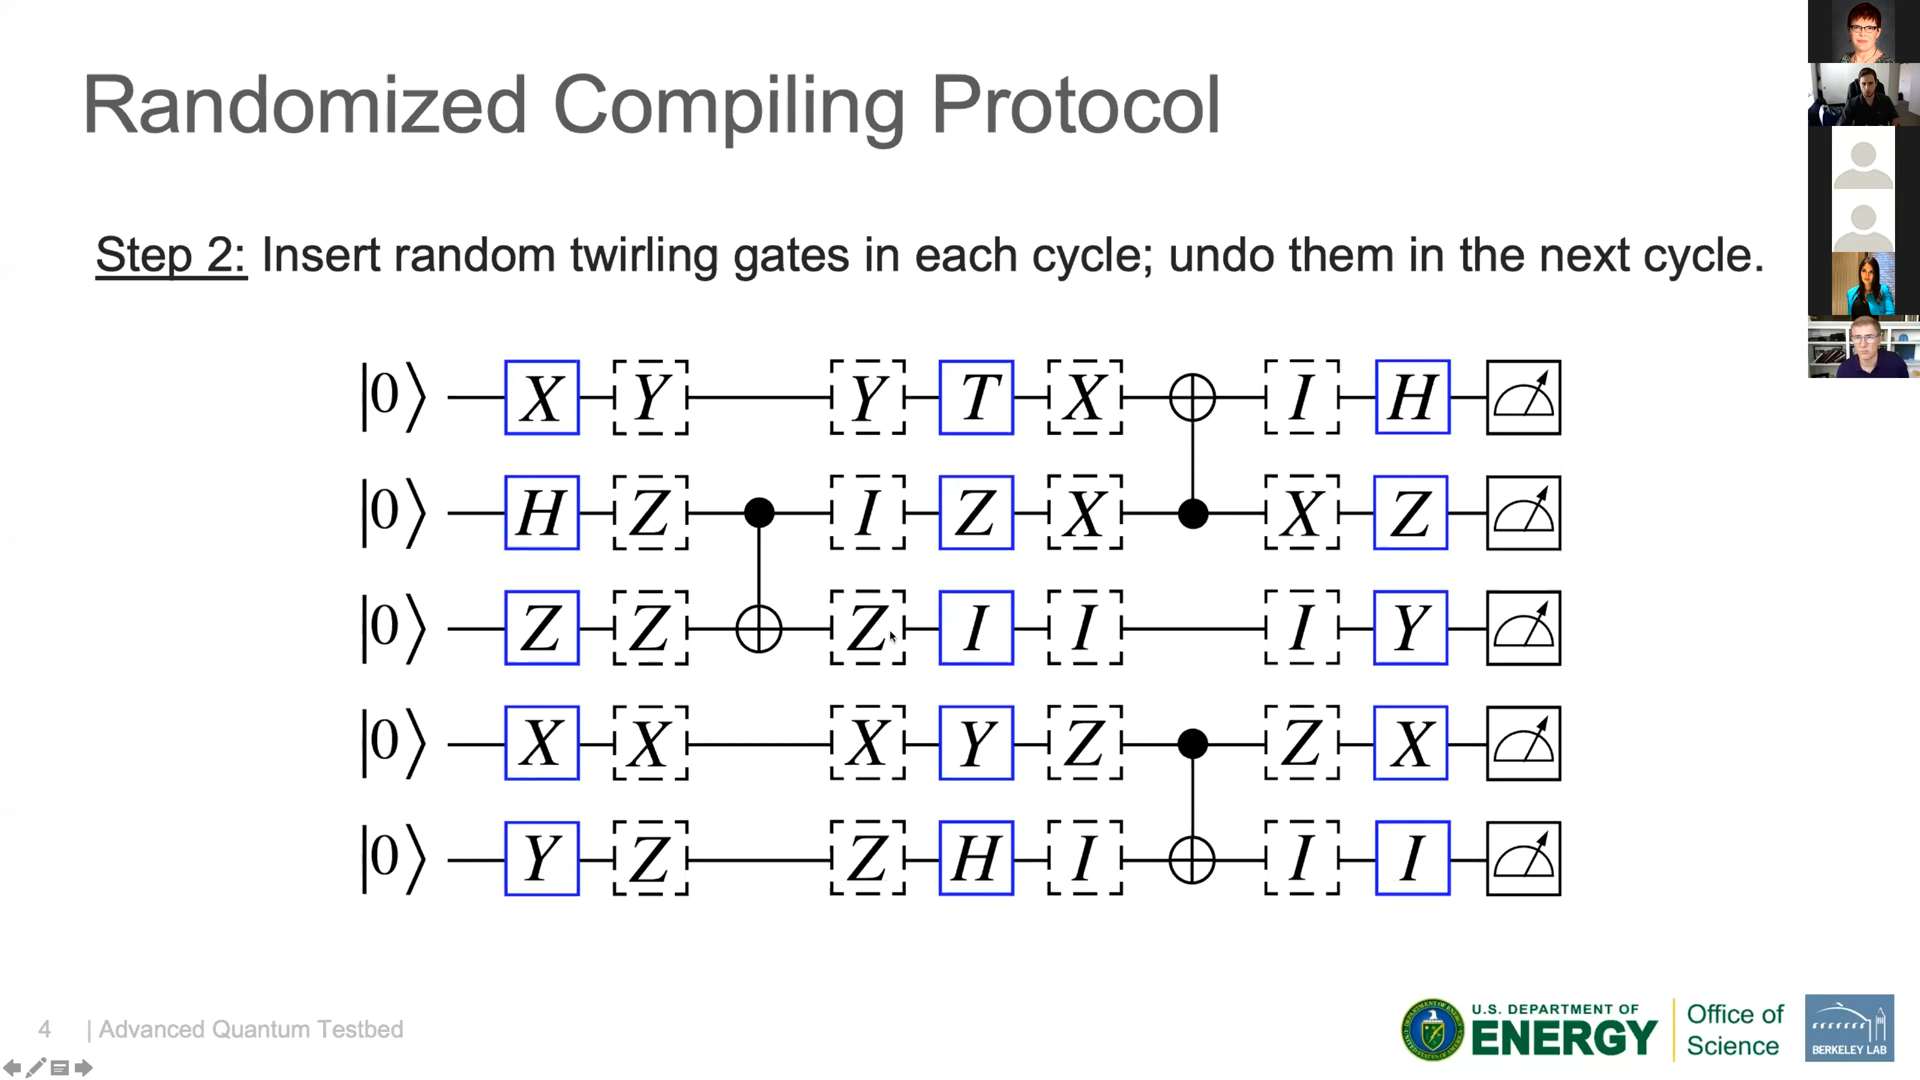 Randomized Compiling Protocol
Step 2: Insert random twirling gates in each cycle; undo them in the next cycle.
|0⟩ X Y Y T X I H
|0⟩ H Z I Z X X Z
|0⟩ Z Z Z I I I Y
|0⟩ X X X Y Z Z X
|0⟩ Y Z Z H I I I
4 | Advanced Quantum Testbed
U.S. DEPARTMENT OF
ENERGY
Office of
Science
BERKELEY LAB